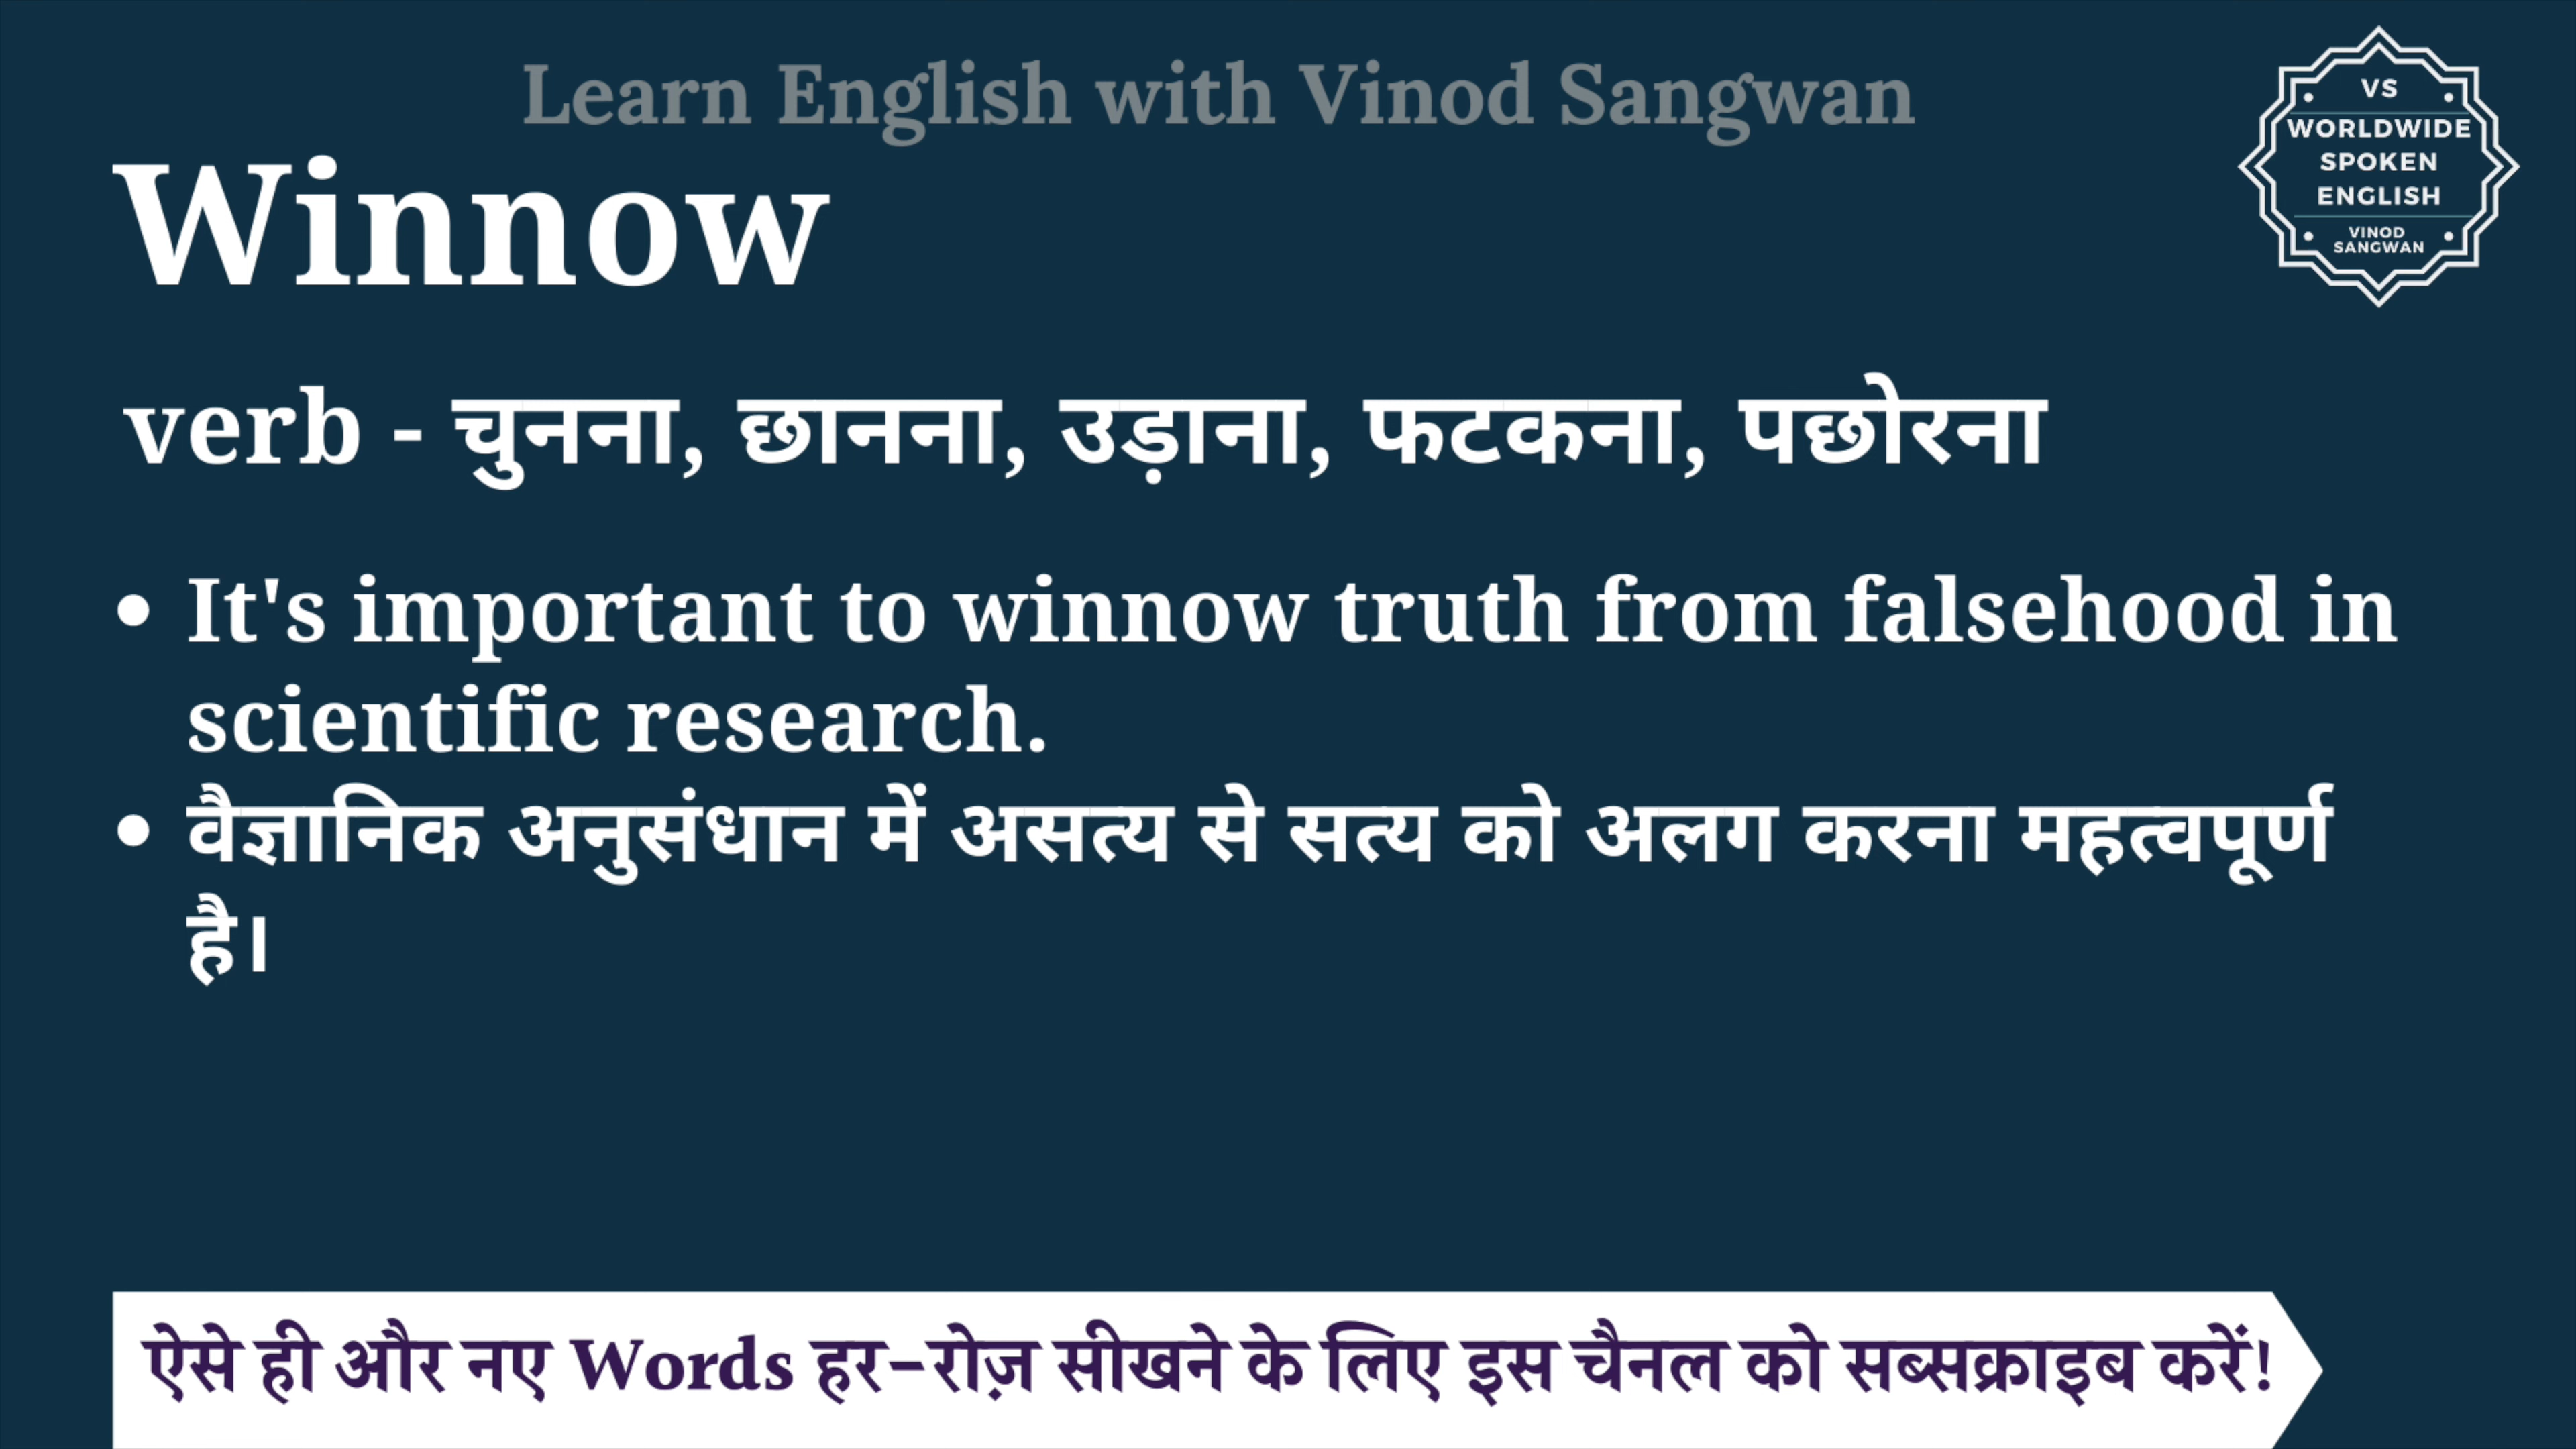 Learn English with Vinod Sangwan
VS
WORLDWIDE
SPOKEN
ENGLISH
VINOD
SANGWAN
Winnow
verb - चुनना, छानना, उड़ाना, फटकना, पछोरना
• It's important to winnow truth from falsehood in
scientific research.
• वैज्ञानिक अनुसंधान में असत्य से सत्य को अलग करना महत्वपूर्ण
है।
ऐसे ही और नए Words हर-रोज़ सीखने के लिए इस चैनल को सब्सक्राइब करें!